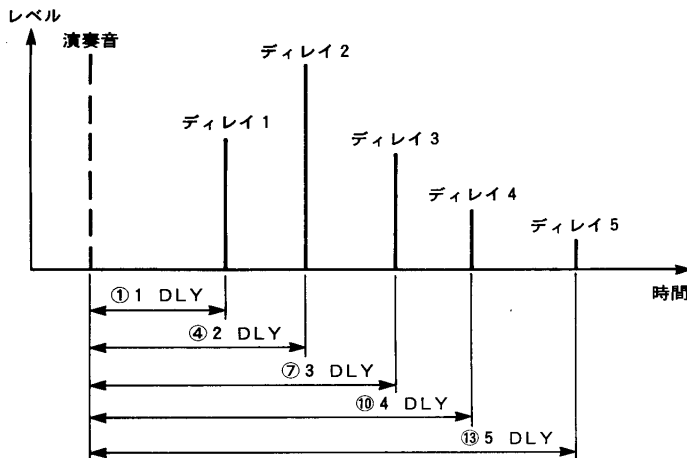 レベル
演奏音
ディレイ2
ディレイ1
ディレイ3
ディレイ4
ディレイ5
時間
①1 DLY
④2 DLY
⑦3 DLY
⑩4 DLY
⑬5 DLY